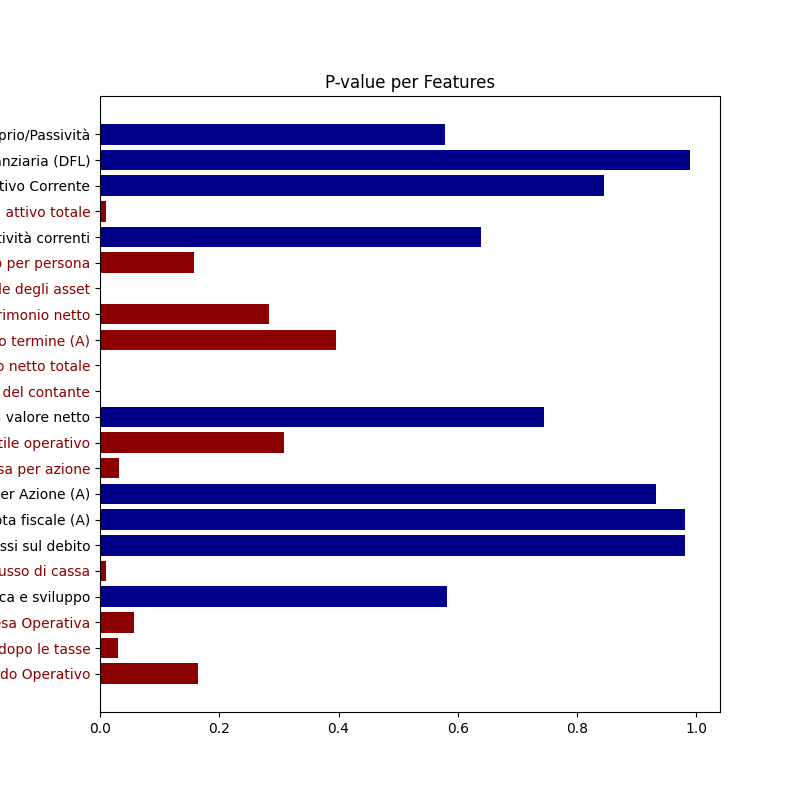 P-value per Features
prio/Passività
anziaria (DFL)
tivo Corrente
attivo totale
tività correnti
o per persona
le degli asset
rimonio netto
o termine (A)
o netto totale
del contante
valore netto
tile operativo
sa per azione
er Azione (A)
ota fiscale (A)
ssi sul debito
usso di cassa
ca e sviluppo
esa Operativa
dopo le tasse
do Operativo
0.0 0.2 0.4 0.6 0.8 1.0